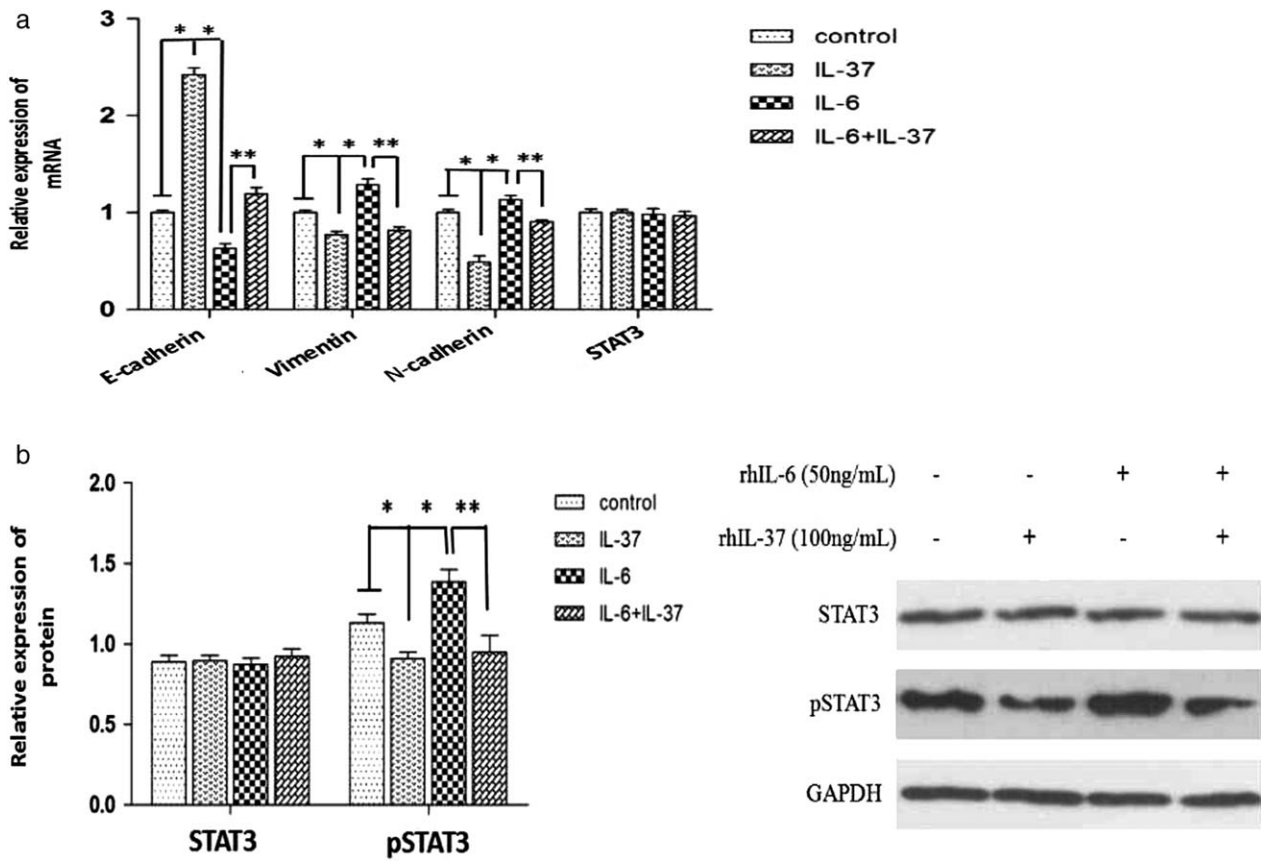 a
Relative expression of
mRNA
3
2
1
0
* *
**
* * **
* * **
E-cadherin
Vimentin
N-cadherin
STAT3
control
IL-37
IL-6
IL-6+IL-37
b
Relative expression of
protein
2.0
1.5
1.0
0.5
0.0
* * **
STAT3
pSTAT3
control
IL-37
IL-6
IL-6+IL-37
rhIL-6 (50ng/mL) - - + +
rhIL-37 (100ng/mL) - + - +
STAT3
pSTAT3
GAPDH